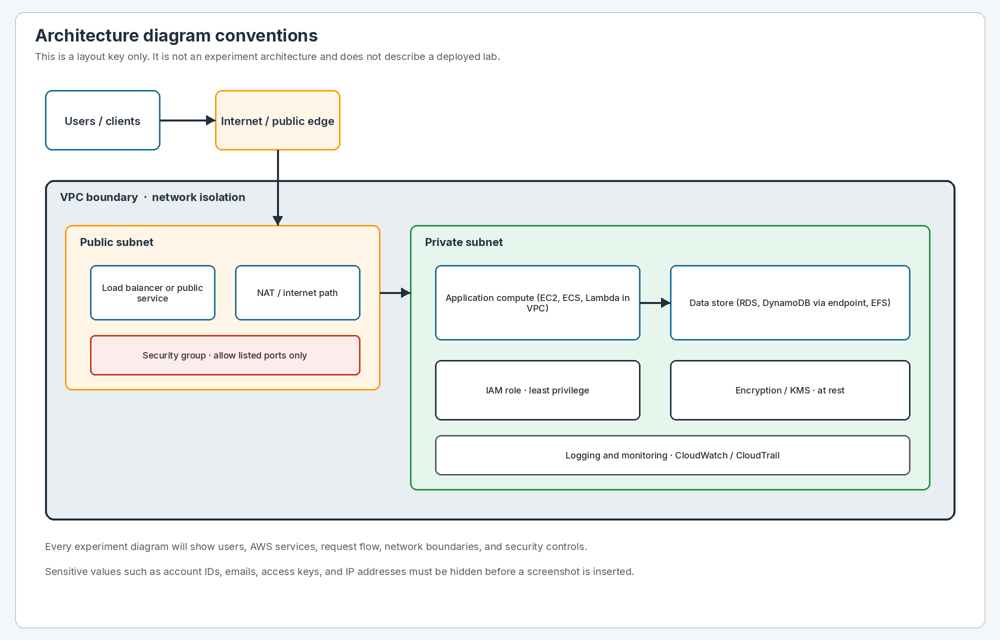 Architecture diagram conventions
This is a layout key only. It is not an experiment architecture and does not describe a deployed lab.
Users / clients
Internet / public edge
VPC boundary · network isolation
Public subnet
Load balancer or public
service
NAT / internet path
Security group · allow listed ports only
Private subnet
Application compute (EC2, ECS, Lambda in
VPC)
Data store (RDS, DynamoDB via endpoint, EFS)
IAM role · least privilege
Encryption / KMS · at rest
Logging and monitoring · CloudWatch / CloudTrail
Every experiment diagram will show users, AWS services, request flow, network boundaries, and security controls.
Sensitive values such as account IDs, emails, access keys, and IP addresses must be hidden before a screenshot is inserted.